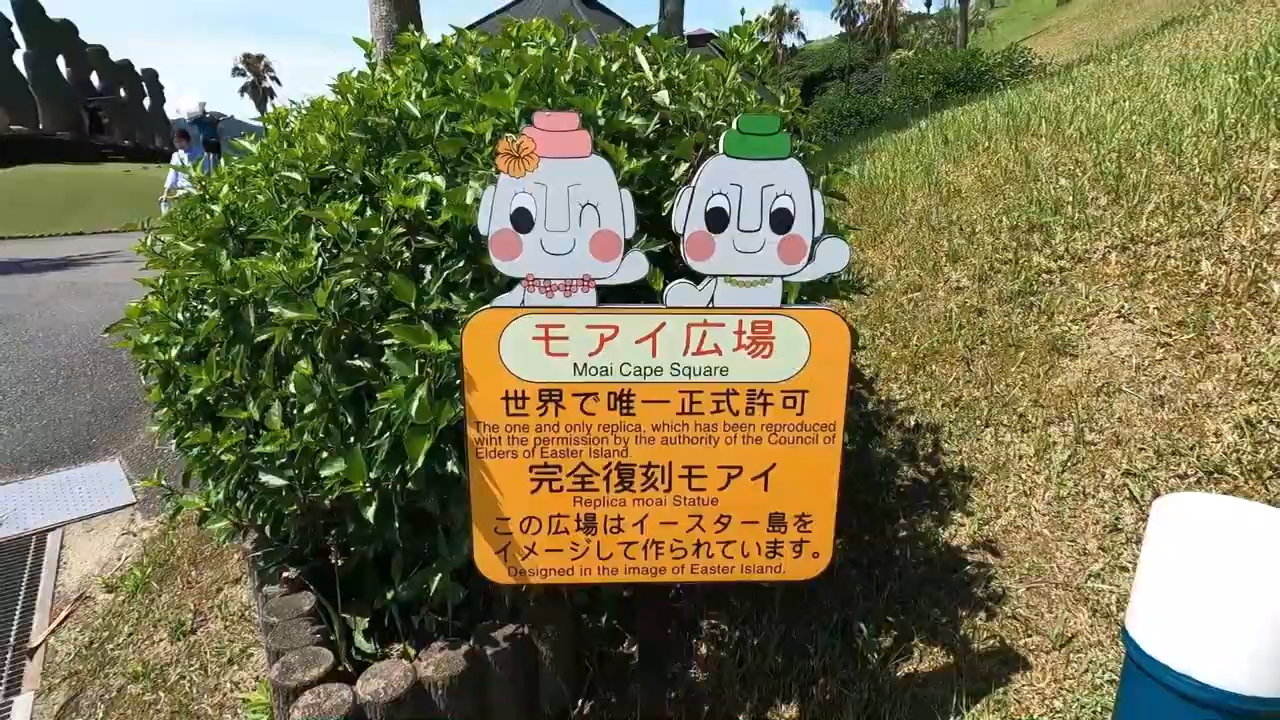 モアイ広場
Moai Cape Square
世界で唯一正式許可
The one and only replica, which has been reproduced
wiht the permission by the authority of the Council of
Elders of Easter Island.
完全復刻モアイ
Replica moai Statue
この広場はイースター島を
イメージして作られています。
Designed in the image of Easter Island.